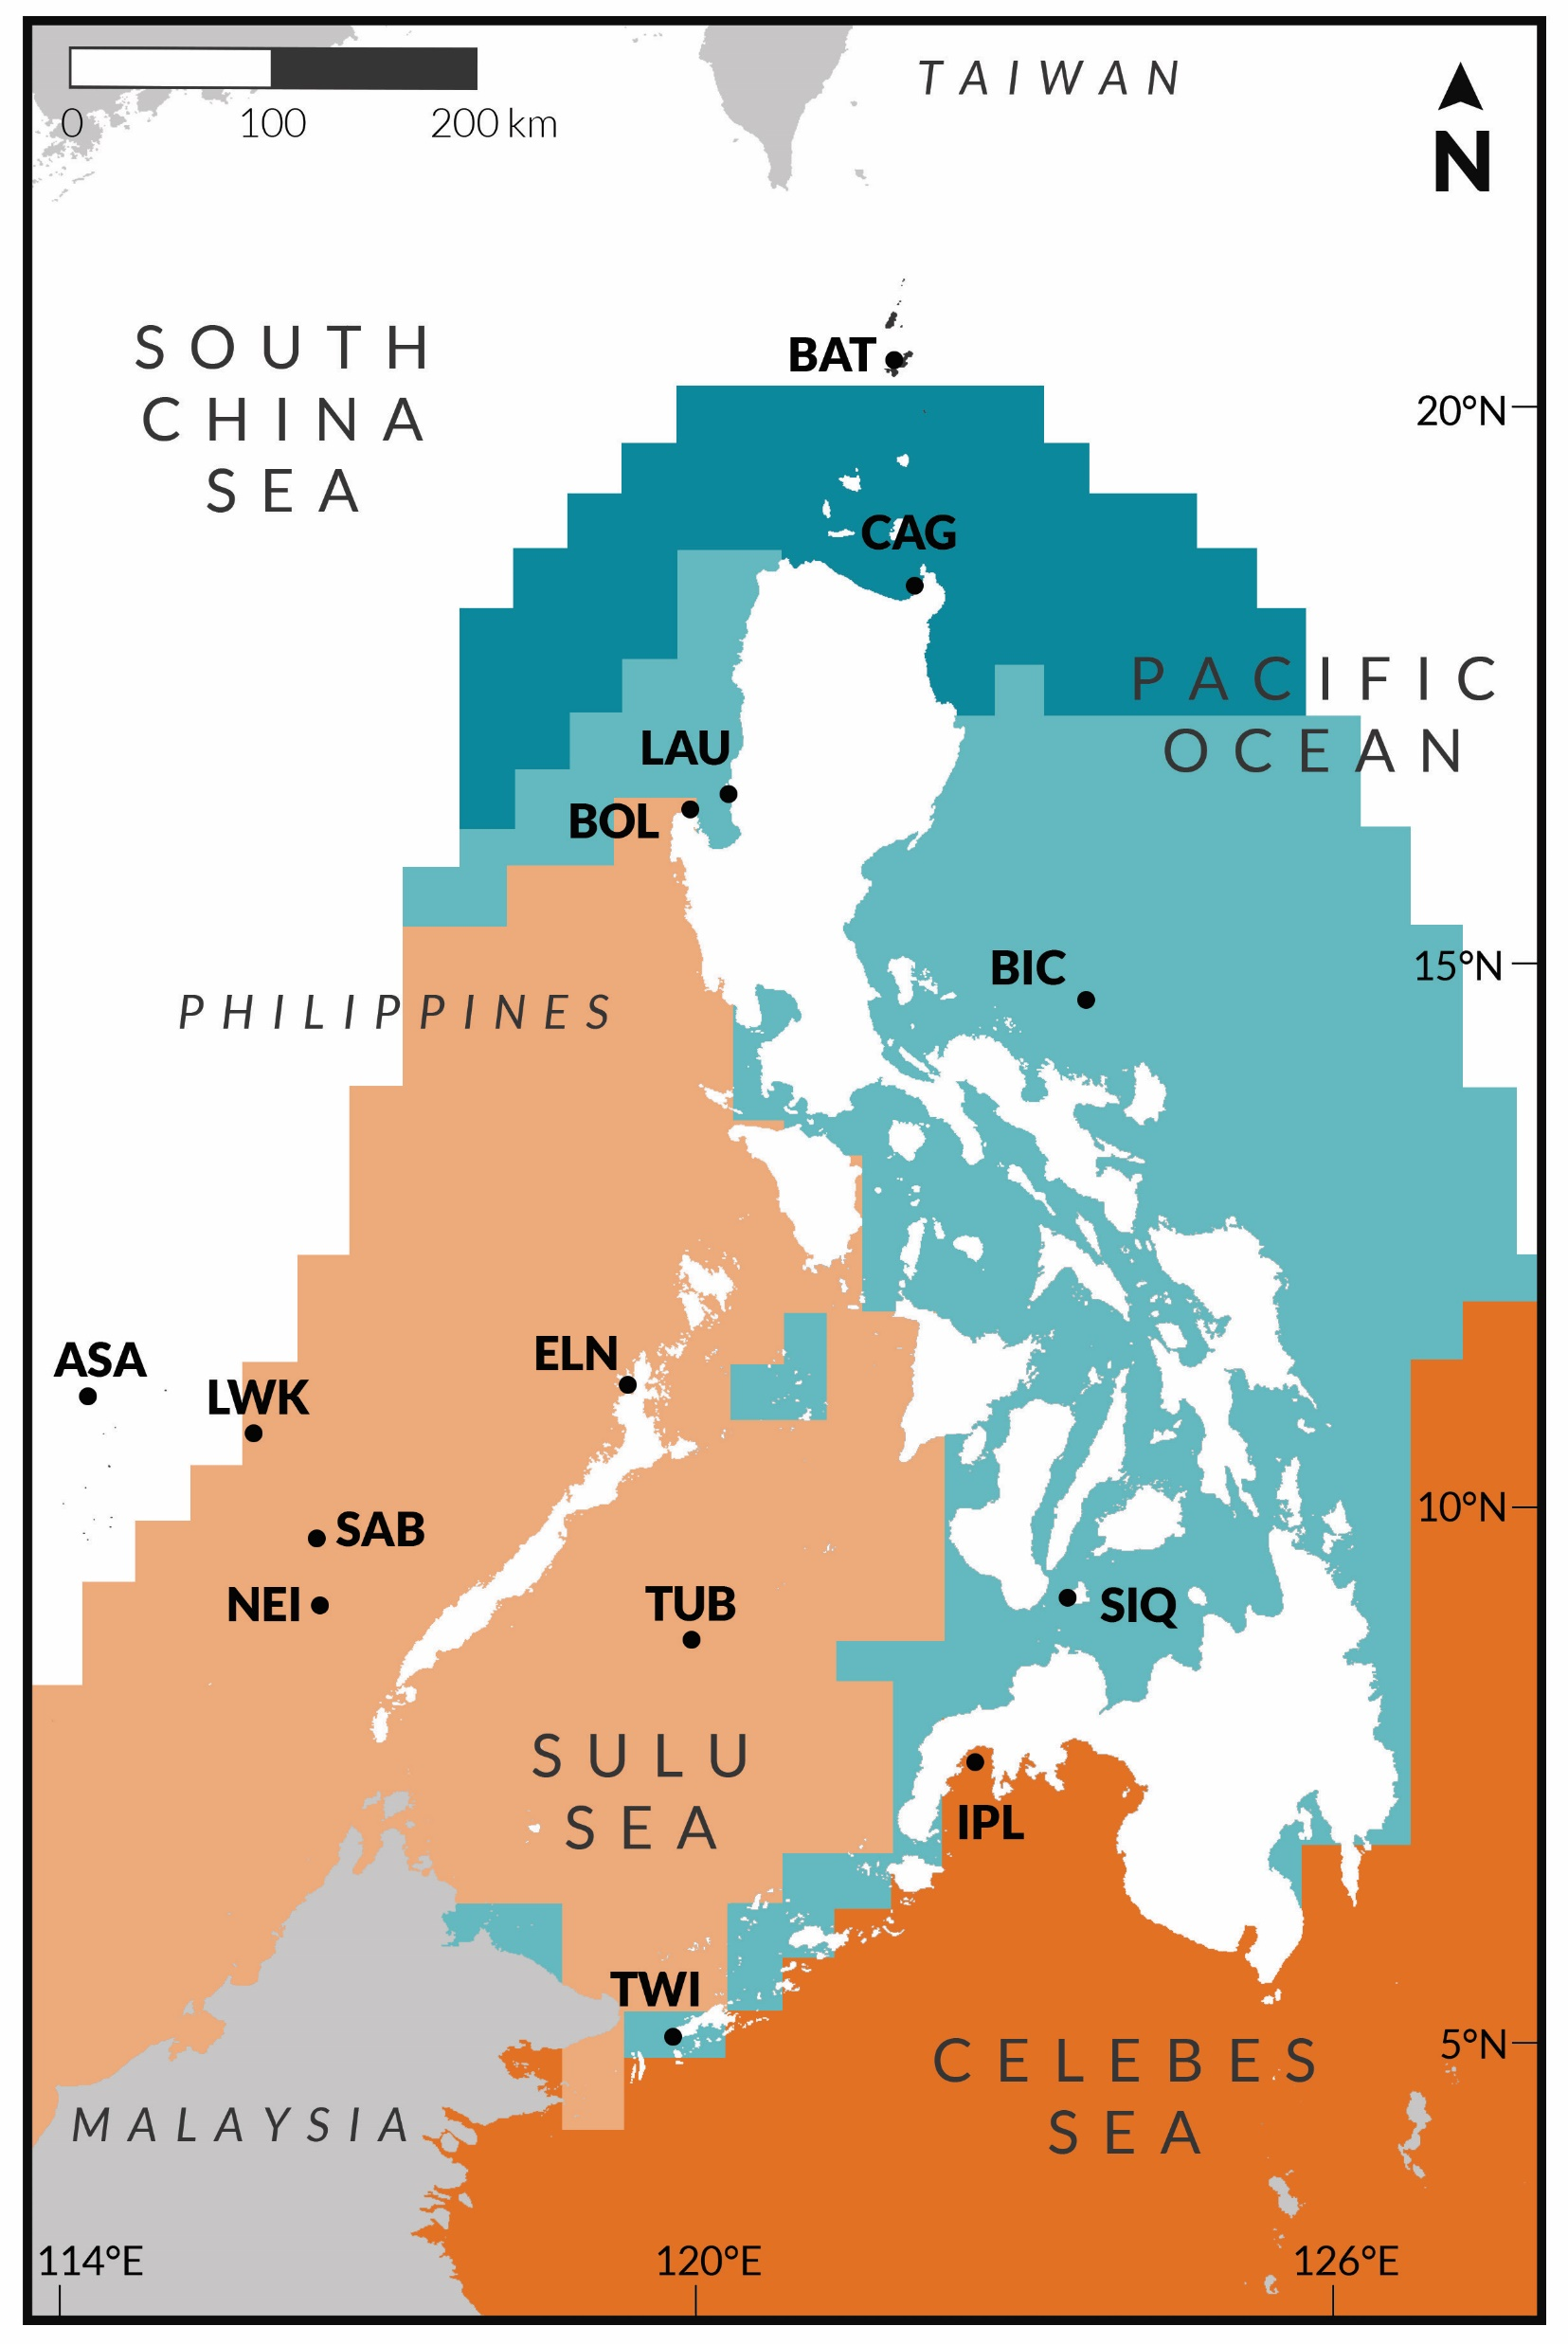 TAIWAN
0 100 200 km
N
SOUTH
CHINA
SEA
BAT
20°N
CAG
PACIFIC
OCEAN
LAU
BOL
BIC
15°N
PHILIPPINES
ELN
ASA
LWK
10°N
SAB
NEI
TUB
SIQ
SULU
SEA
IPL
TWI
CELEBES
SEA
5°N
MALAYSIA
114°E 120°E 126°E